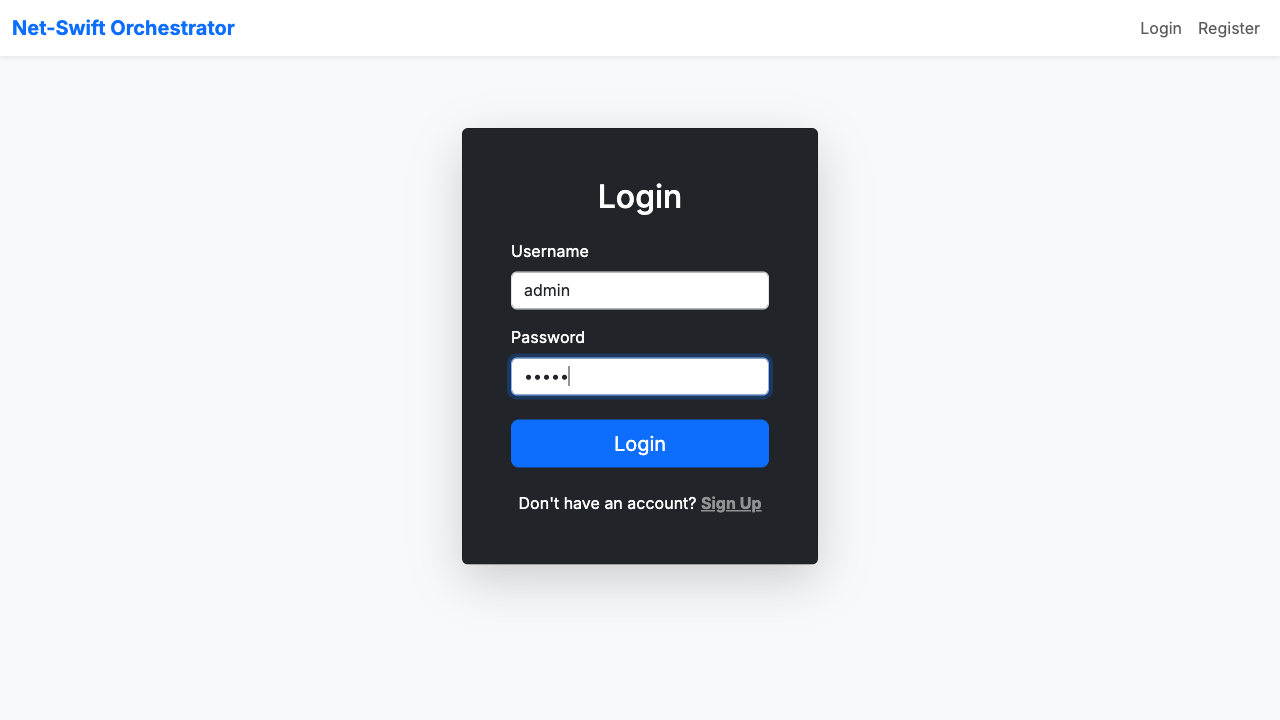 Net-Swift Orchestrator
Login Register
Login
Username
admin
Password
•••••
Login
Don't have an account? Sign Up